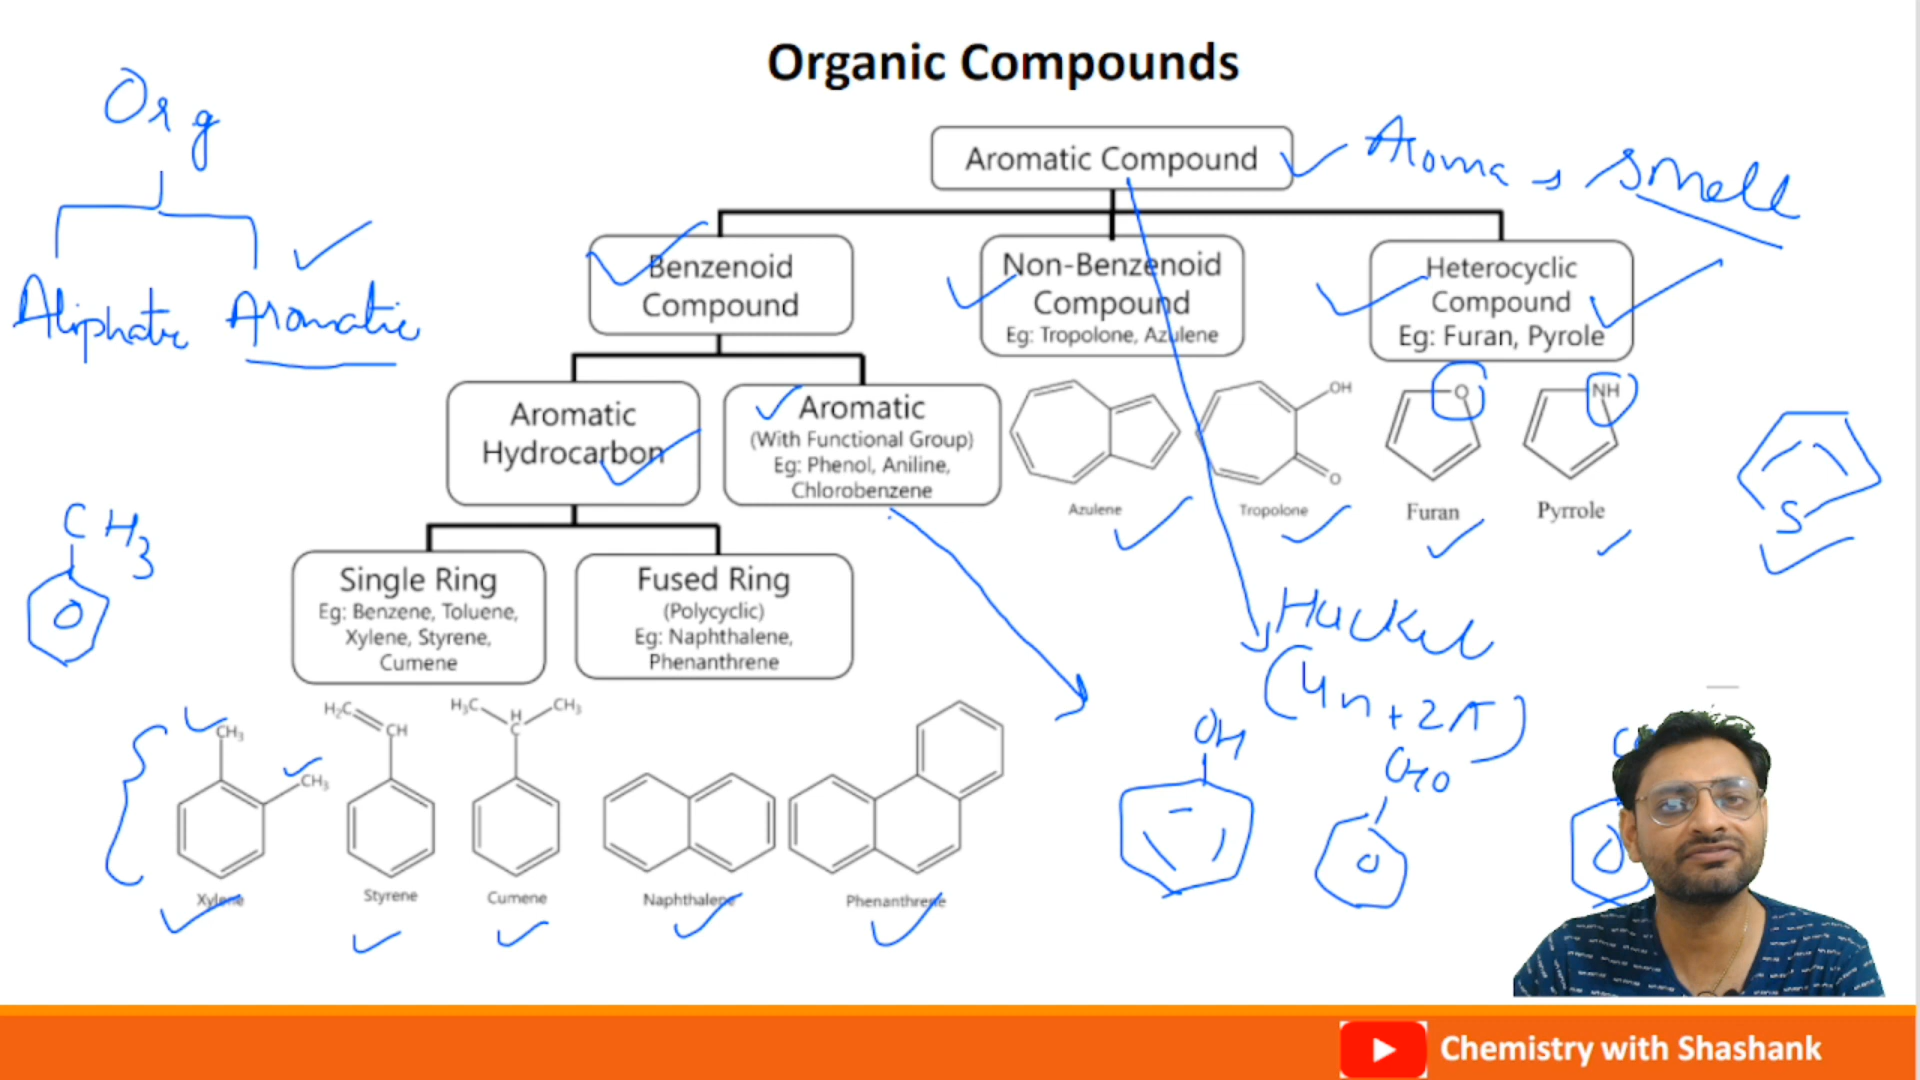 Organic Compounds
Org
Aliphatic Aromatic
Aromatic Compound
Aroma → Smell
Benzenoid
Compound
Non-Benzenoid
Compound
Eg: Tropolone, Azulene
Heterocyclic
Compound
Eg: Furan, Pyrole
Aromatic
Hydrocarbon
Aromatic
(With Functional Group)
Eg: Phenol, Aniline,
Chlorobenzene
OH
O
Azulene
Tropolone
O
Furan
NH
Pyrrole
S
CH3
Single Ring
Eg: Benzene, Toluene,
Xylene, Styrene,
Cumene
Fused Ring
(Polycyclic)
Eg: Naphthalene,
Phenanthrene
Huckel
(4n+2π)
CH₃
CH₃
Xylene
H₂C
CH
Styrene
H₃C
H
C
CH₃
Cumene
Naphthalene
Phenanthrene
OH
CHO
Chemistry with Shashank